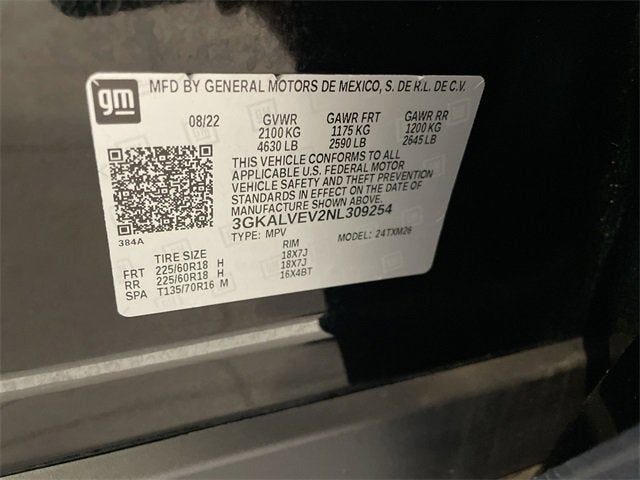 gm
MFD BY GENERAL MOTORS DE MEXICO, S. DE R.L. DE C.V.
08/22 GVWR GAWR FRT GAWR RR
2100 KG 1175 KG 1200 KG
4630 LB 2590 LB 2645 LB
THIS VEHICLE CONFORMS TO ALL
APPLICABLE U.S. FEDERAL MOTOR
VEHICLE SAFETY AND THEFT PREVENTION
STANDARDS IN EFFECT ON THE DATE OF
MANUFACTURE SHOWN ABOVE.
3GKALVEV2NL309254
384A
TYPE: MPV MODEL: 24TXM26
TIRE SIZE RIM
FRT 225/60R18 H 18X7J
RR 225/60R18 H 18X7J
SPA T135/70R16 M 16X4BT